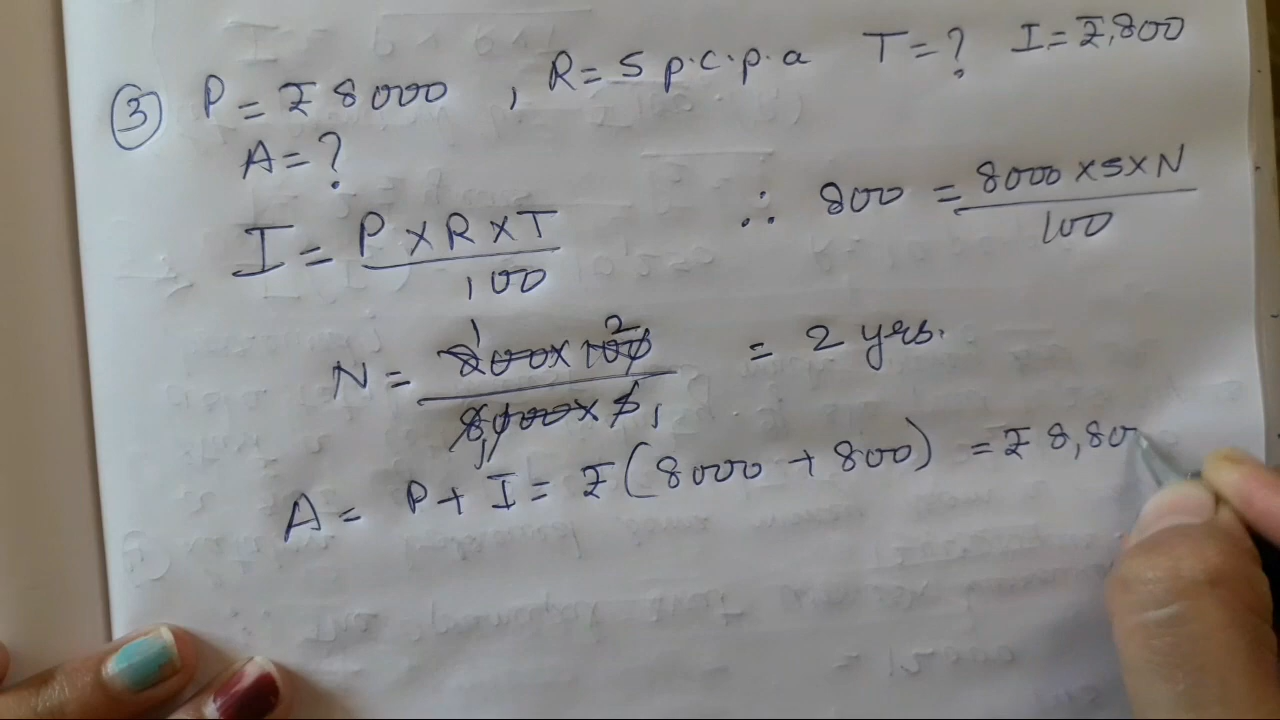 ③ P = ₹ 8000 , R = 5 p.c.p.a T = ? I = ₹,800
A = ?
I = P × R × T / 100 ∴ 800 = 8000 × 5 × N / 100
N = 800 × 100 / 8000 × 5 = 2 yrs.
A = P + I = ₹ (8000 + 800) = ₹ 8,80